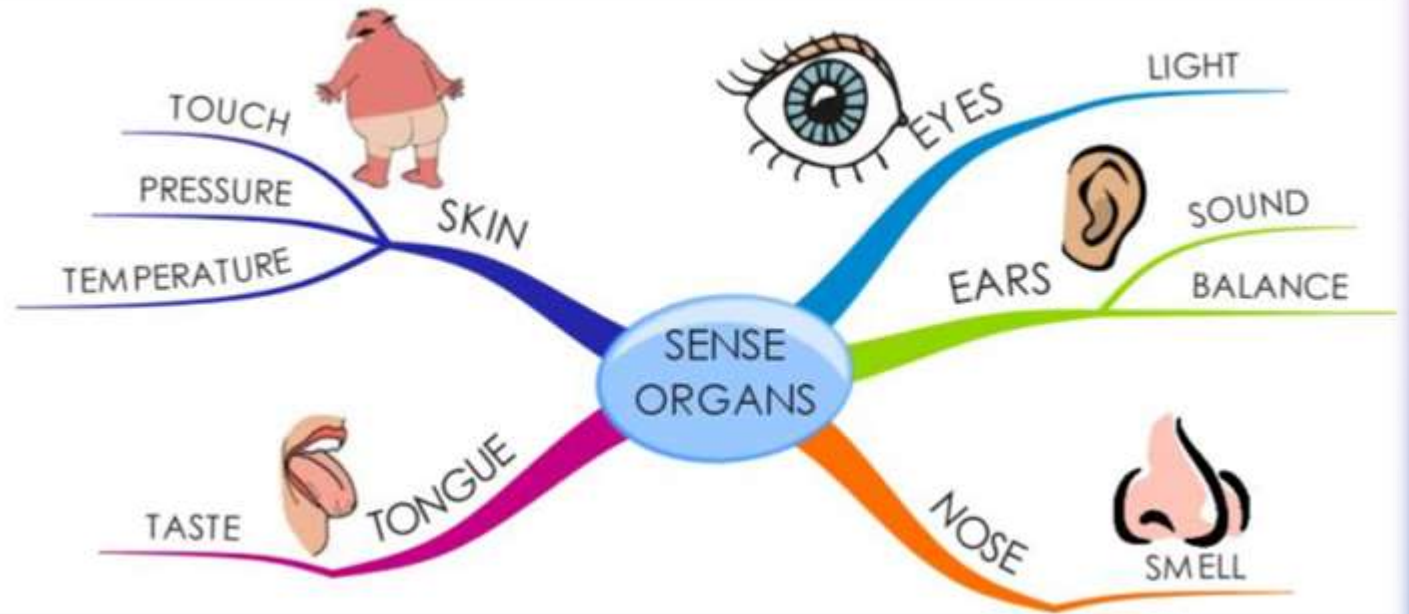 SENSE
ORGANS
EYES
LIGHT
EARS
SOUND
BALANCE
NOSE
SMELL
TONGUE
TASTE
SKIN
TOUCH
PRESSURE
TEMPERATURE